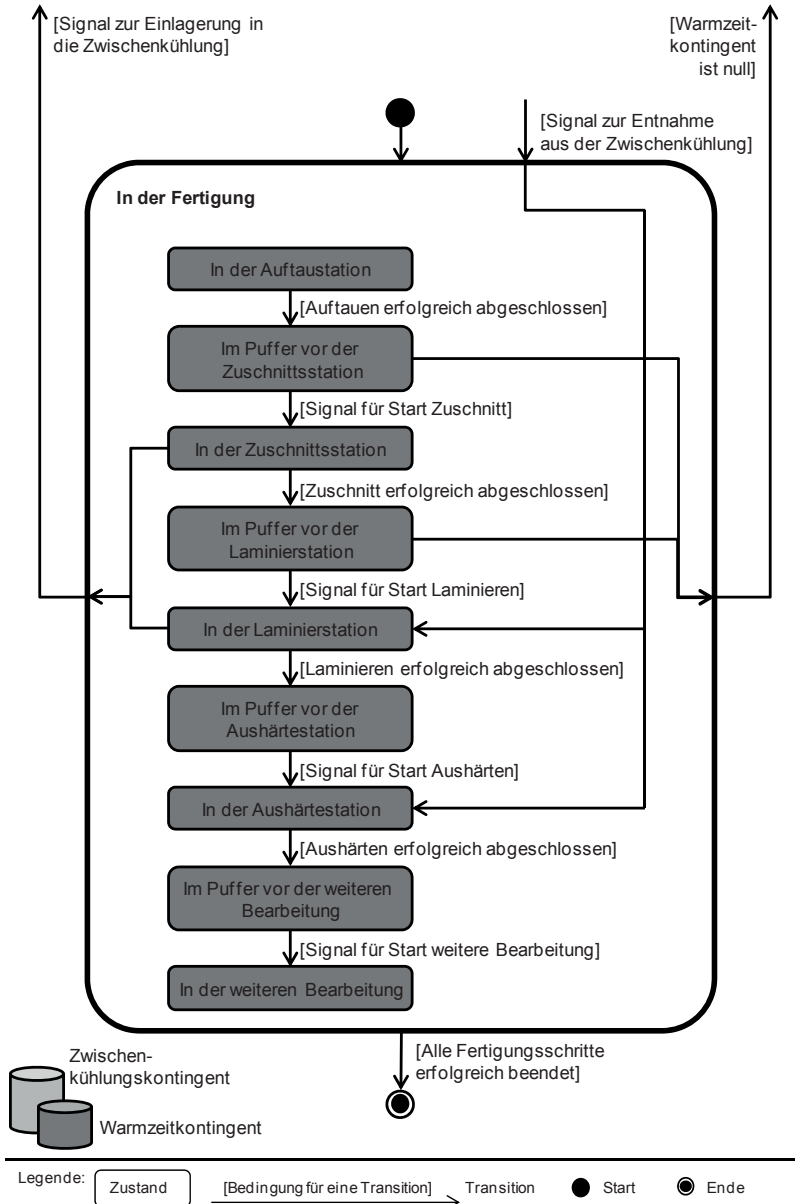 [Signal zur Einlagerung in
die Zwischenkühlung]
[Warmzeit-
kontingent
ist null]
[Signal zur Entnahme
aus der Zwischenkühlung]
In der Fertigung
In der Auftaustation
[Auftauen erfolgreich abgeschlossen]
Im Puffer vor der
Zuschnittsstation
[Signal für Start Zuschnitt]
In der Zuschnittsstation
[Zuschnitt erfolgreich abgeschlossen]
Im Puffer vor der
Laminierstation
[Signal für Start Laminieren]
In der Laminierstation
[Laminieren erfolgreich abgeschlossen]
Im Puffer vor der
Aushärtestation
[Signal für Start Aushärten]
In der Aushärtestation
[Aushärten erfolgreich abgeschlossen]
Im Puffer vor der weiteren
Bearbeitung
[Signal für Start weitere Bearbeitung]
In der weiteren Bearbeitung
[Alle Fertigungsschritte
erfolgreich beendet]
Zwischen-
kühlungskontingent
Warmzeitkontingent
Legende:
Zustand
[Bedingung für eine Transition]
Transition
Start
Ende